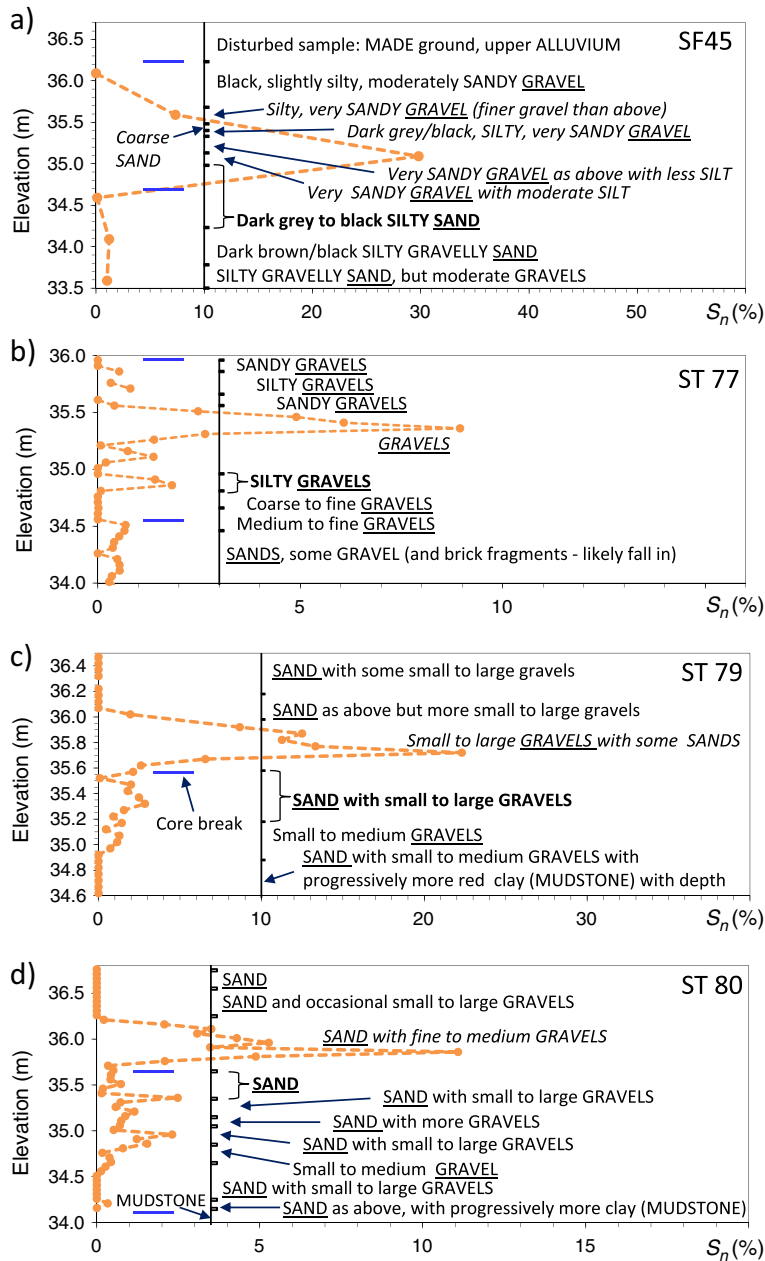 a)
SF45
Elevation (m)
36.5
36.0
35.5
35.0
34.5
34.0
33.5
Disturbed sample: MADE ground, upper ALLUVIUM
Black, slightly silty, moderately SANDY GRAVEL
Silty, very SANDY GRAVEL (finer gravel than above)
Dark grey/black, SILTY, very SANDY GRAVEL
Coarse
SAND
Very SANDY GRAVEL as above with less SILT
Very SANDY GRAVEL with moderate SILT
Dark grey to black SILTY SAND
Dark brown/black SILTY GRAVELLY SAND
SILTY GRAVELLY SAND, but moderate GRAVELS
0 10 20 30 40 50
Sn (%)
b)
ST 77
Elevation (m)
36.0
35.5
35.0
34.5
34.0
SANDY GRAVELS
SILTY GRAVELS
SANDY GRAVELS
GRAVELS
SILTY GRAVELS
Coarse to fine GRAVELS
Medium to fine GRAVELS
SANDS, some GRAVEL (and brick fragments - likely fall in)
0 5 10
Sn (%)
c)
ST 79
Elevation (m)
36.4
36.2
36.0
35.8
35.6
35.4
35.2
35.0
34.8
34.6
SAND with some small to large gravels
SAND as above but more small to large gravels
Small to large GRAVELS with some SANDS
SAND with small to large GRAVELS
Core break
Small to medium GRAVELS
SAND with small to medium GRAVELS with
progressively more red clay (MUDSTONE) with depth
0 10 20 30
Sn (%)
d)
ST 80
Elevation (m)
36.5
36.0
35.5
35.0
34.5
34.0
SAND
SAND and occasional small to large GRAVELS
SAND with fine to medium GRAVELS
SAND
SAND with small to large GRAVELS
SAND with more GRAVELS
SAND with small to large GRAVELS
Small to medium GRAVEL
SAND with small to large GRAVELS
MUDSTONE
SAND as above, with progressively more clay (MUDSTONE)
0 5 10 15
Sn (%)